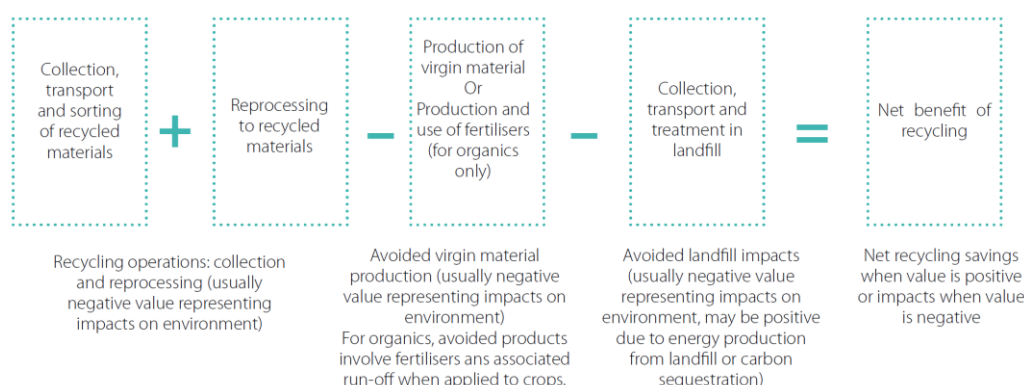 Collection,
transport
and sorting
of recycled
materials
+
Reprocessing
to recycled
materials
–
Production of
virgin material
Or
Production and
use of fertilisers
(for organics
only)
–
Collection,
transport and
treatment in
landfill
=
Net benefit of
recycling
Recycling operations: collection
and reprocessing (usually
negative value representing
impacts on environment)
Avoided virgin material
production (usually negative
value representing impacts on
environment)
For organics, avoided products
involve fertilisers ans associated
run-off when applied to crops.
Avoided landfill impacts
(usually negative value
representing impacts on
environment, may be positive
due to energy production
from landfill or carbon
sequestration)
Net recycling savings
when value is positive
or impacts when value
is negative